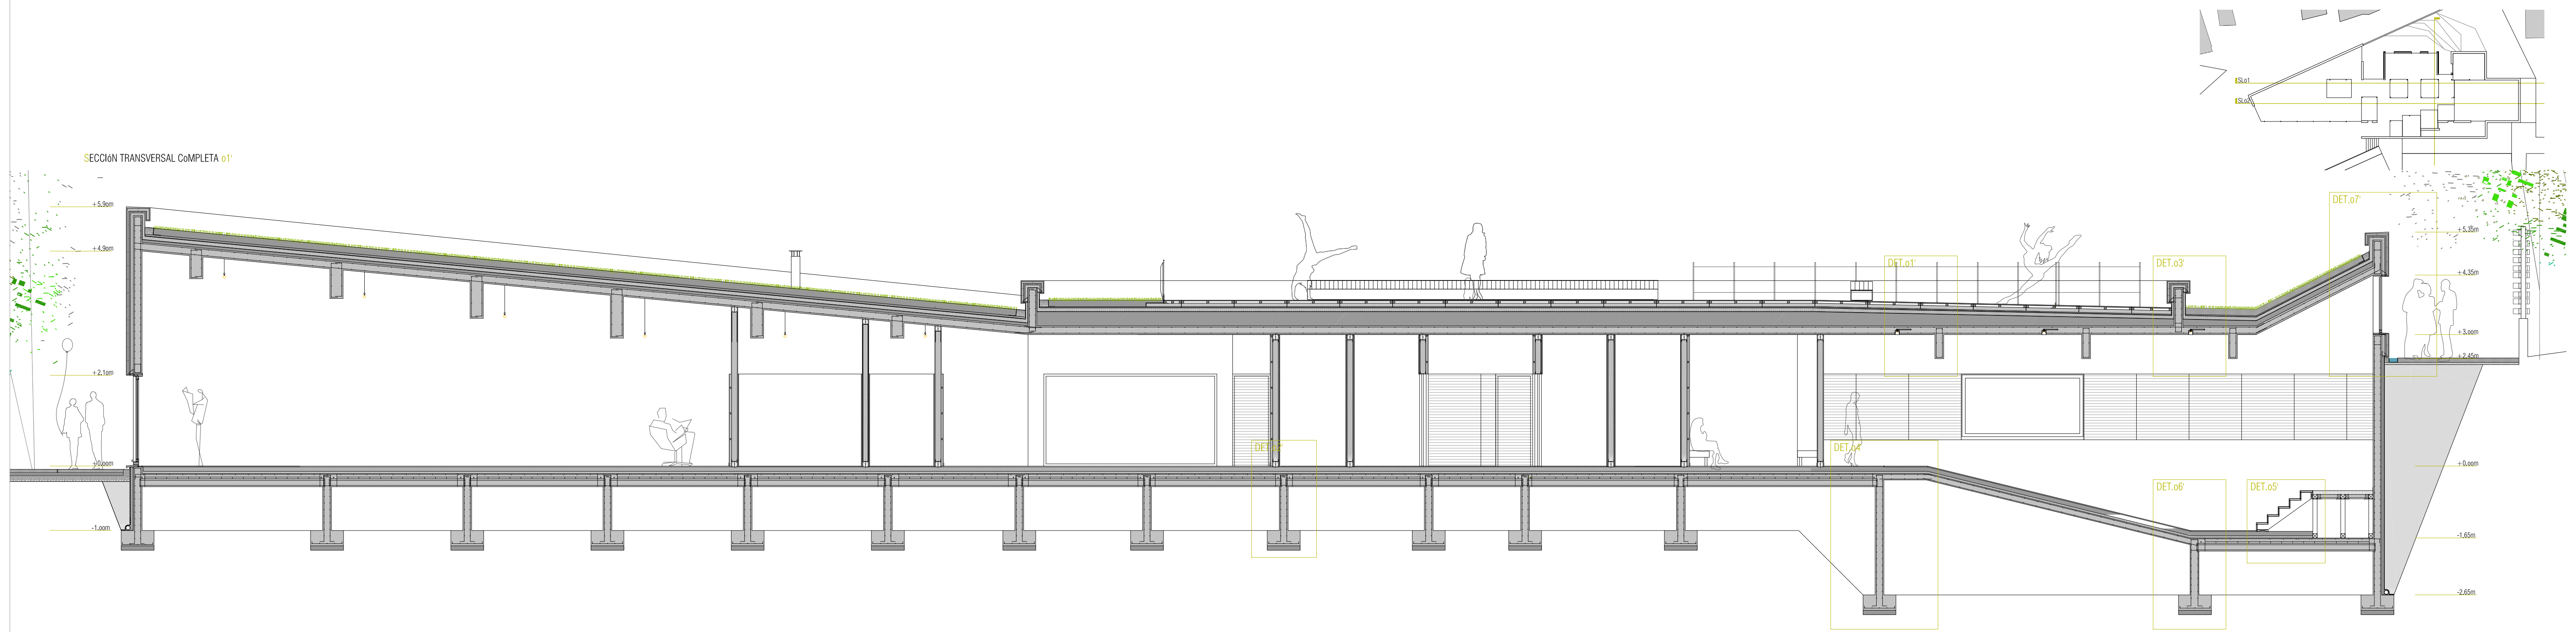 SLo1
SLo2
SECCIóN TRANSVERSAL CoMPLETA o1'
+5.9om
+4.9om
+2.1om
+o.oom
-1.oom
DET.o1'
DET.o3'
DET.o7'
+5.35m
+4.35m
+3.oom
+2.45m
DET.o4'
DET.o6'
DET.o5'
+o.oom
-1.65m
-2.65m